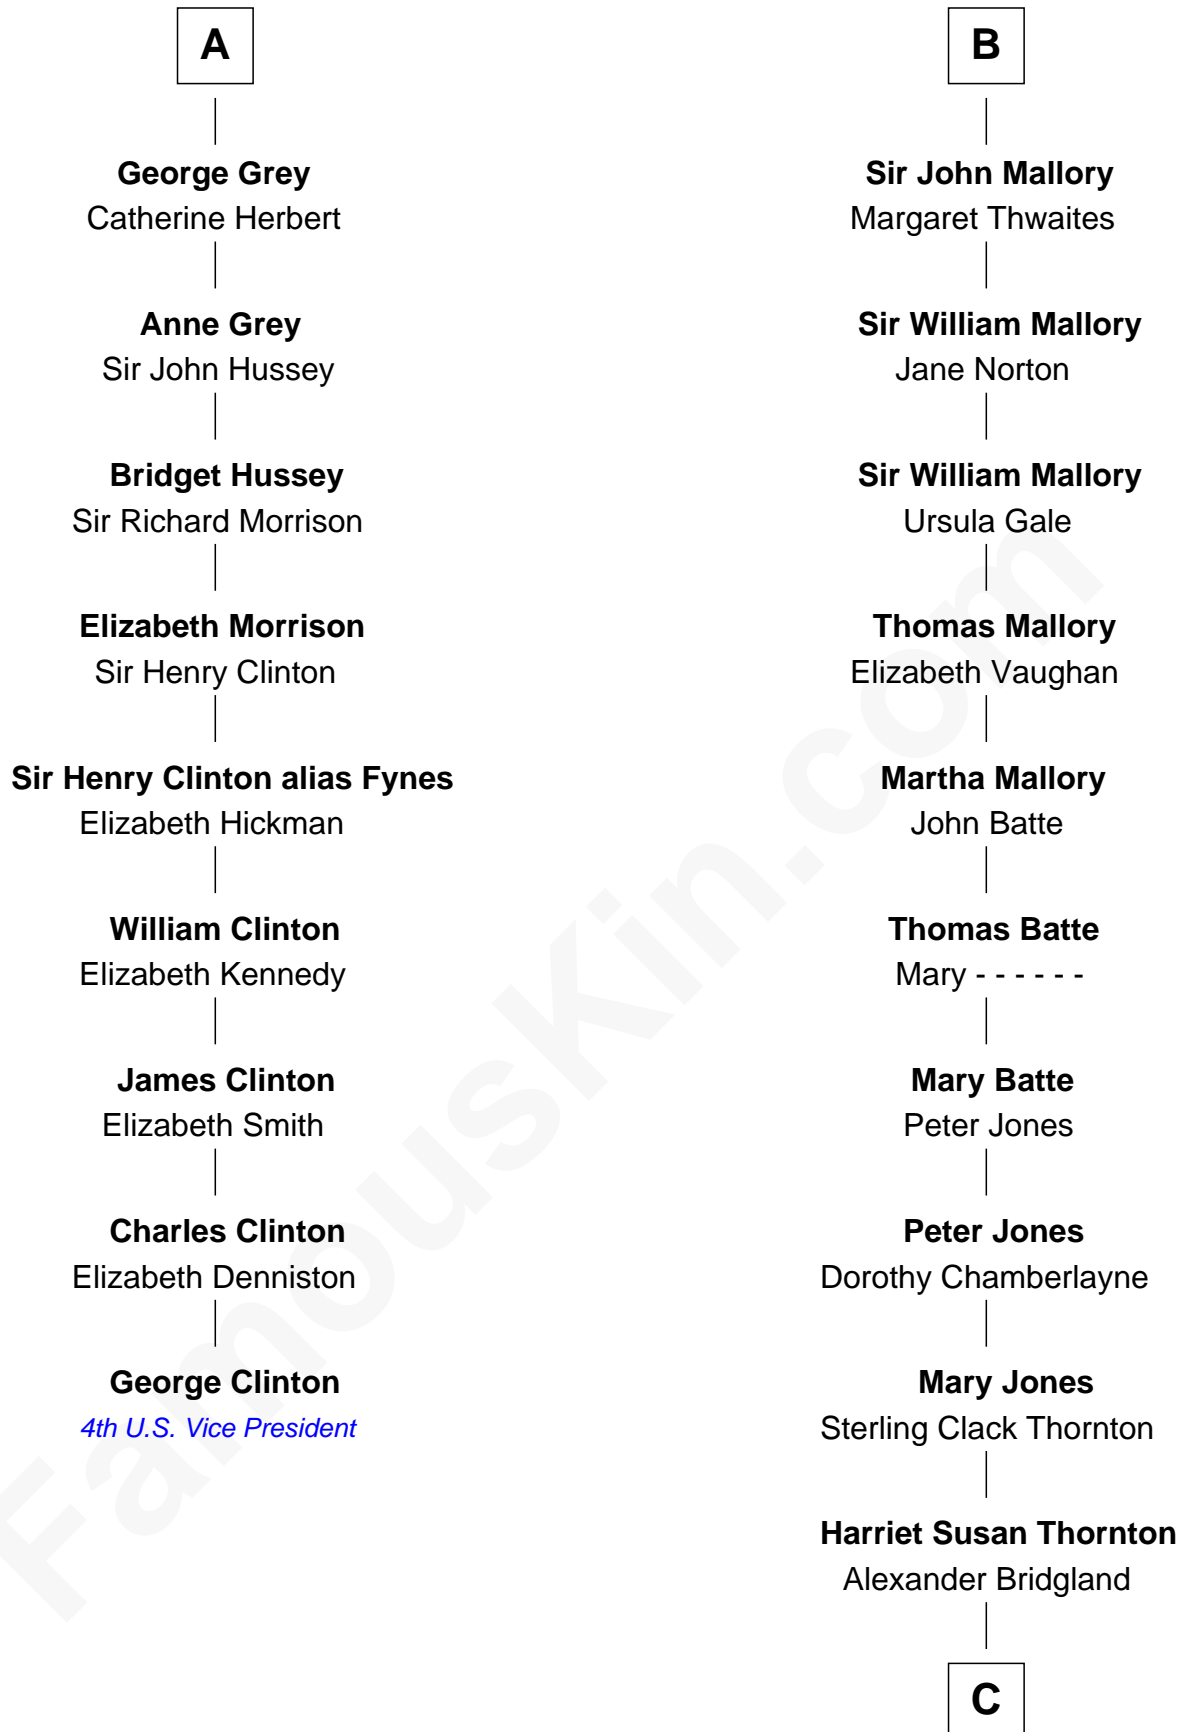 A
George Grey
Catherine Herbert
Anne Grey
Sir John Hussey
Bridget Hussey
Sir Richard Morrison
Elizabeth Morrison
Sir Henry Clinton
Sir Henry Clinton alias Fynes
Elizabeth Hickman
William Clinton
Elizabeth Kennedy
James Clinton
Elizabeth Smith
Charles Clinton
Elizabeth Denniston
George Clinton
4th U.S. Vice President
B
Sir John Mallory
Margaret Thwaites
Sir William Mallory
Jane Norton
Sir William Mallory
Ursula Gale
Thomas Mallory
Elizabeth Vaughan
Martha Mallory
John Batte
Thomas Batte
Mary - - - - - -
Mary Batte
Peter Jones
Peter Jones
Dorothy Chamberlayne
Mary Jones
Sterling Clack Thornton
Harriet Susan Thornton
Alexander Bridgland
C
FamousKin.com